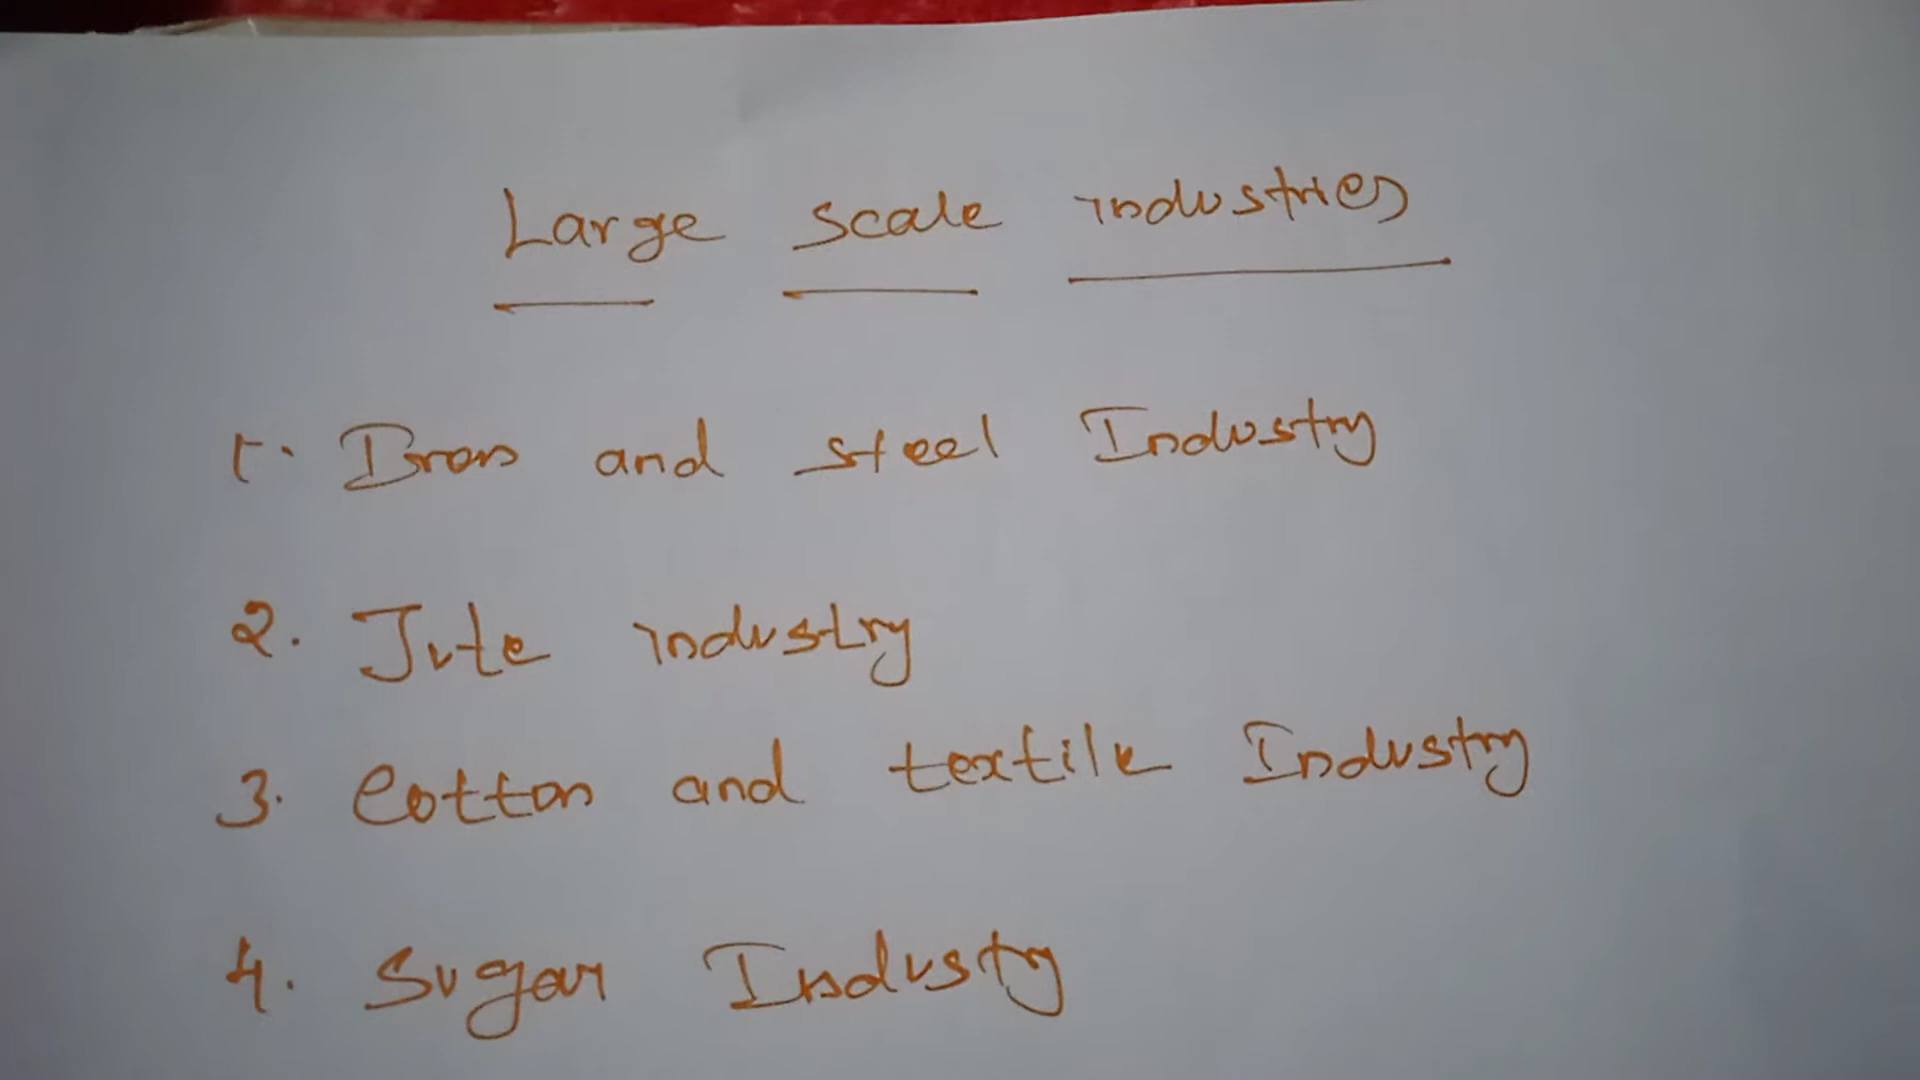 Large scale industries
1. Iron and steel Industry
2. Jute industry
3. Cotton and textile Industry
4. Sugar Industry